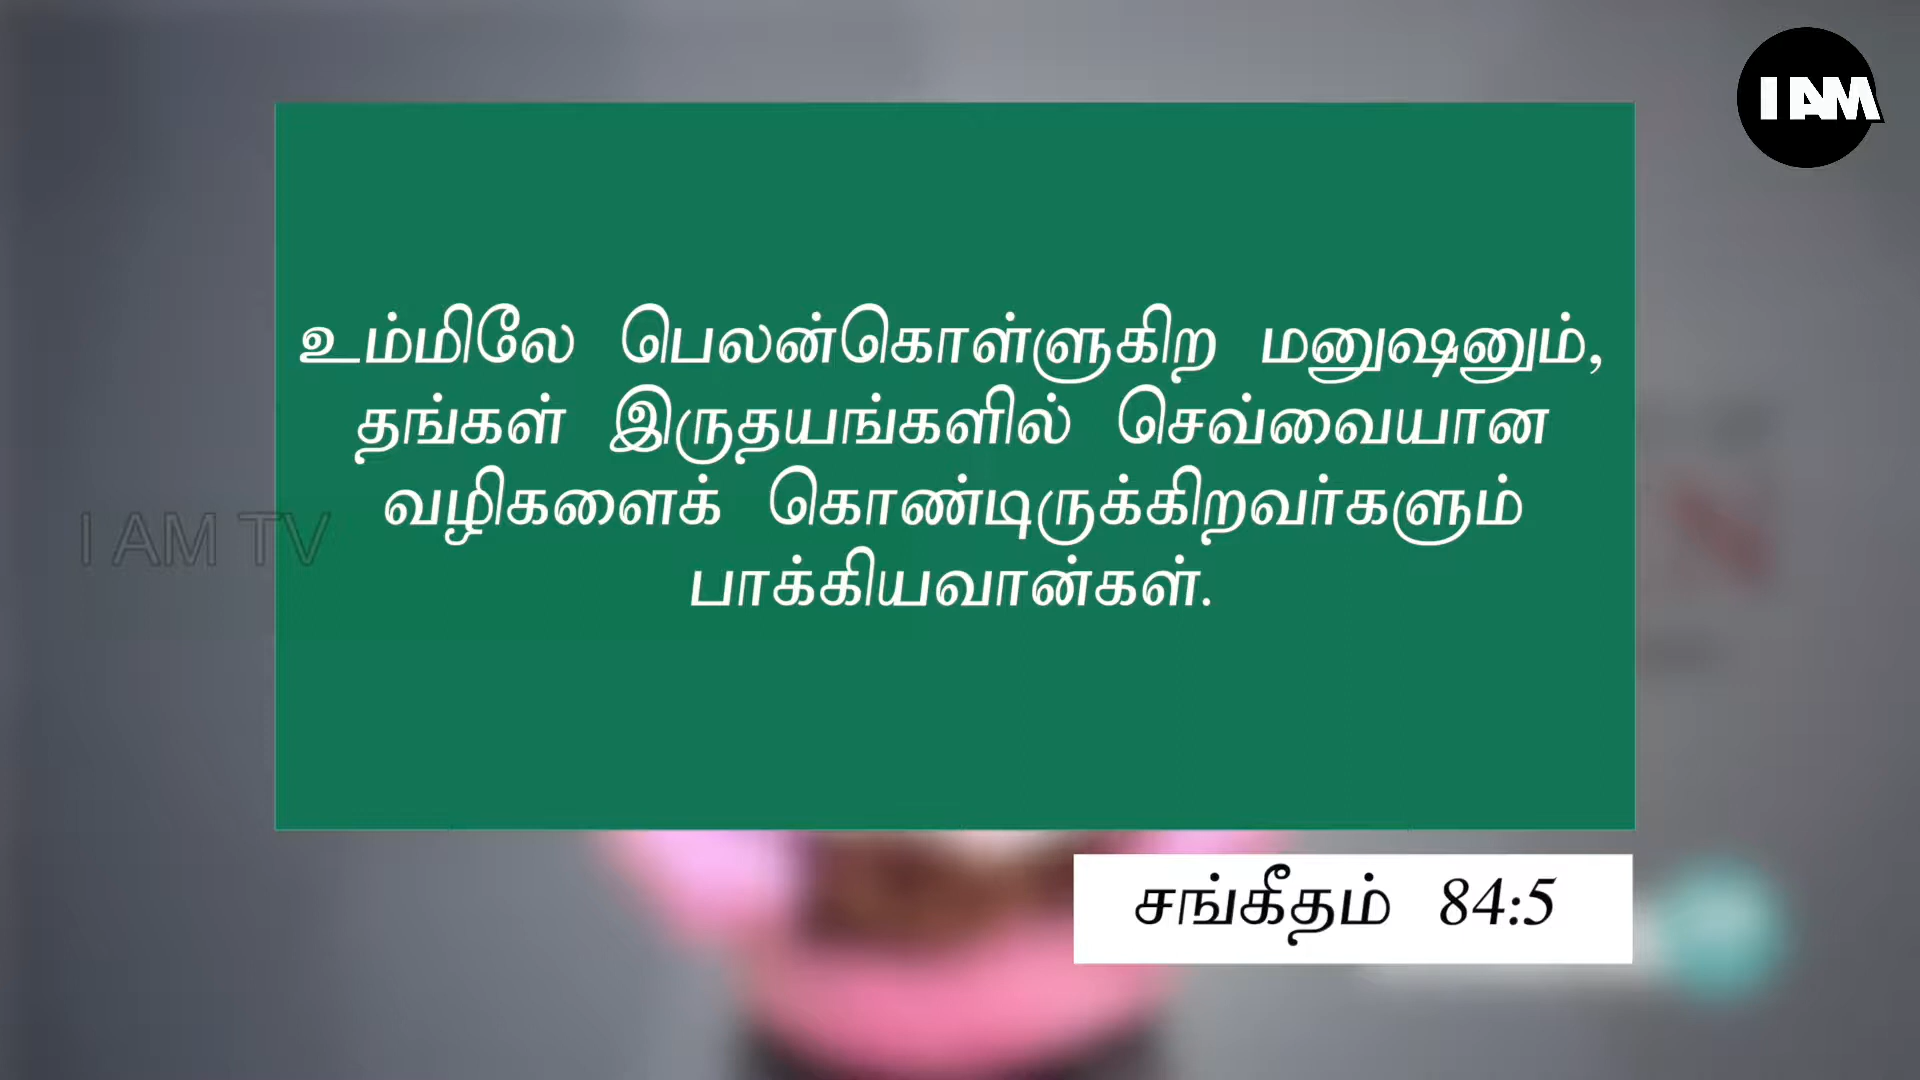 I AM
உம்மிலே பெலன்கொள்ளுகிற மனுஷனும்,
தங்கள் இருதயங்களில் செவ்வையான
வழிகளைக் கொண்டிருக்கிறவர்களும்
பாக்கியவான்கள்.
I AM TV
சங்கீதம் 84:5